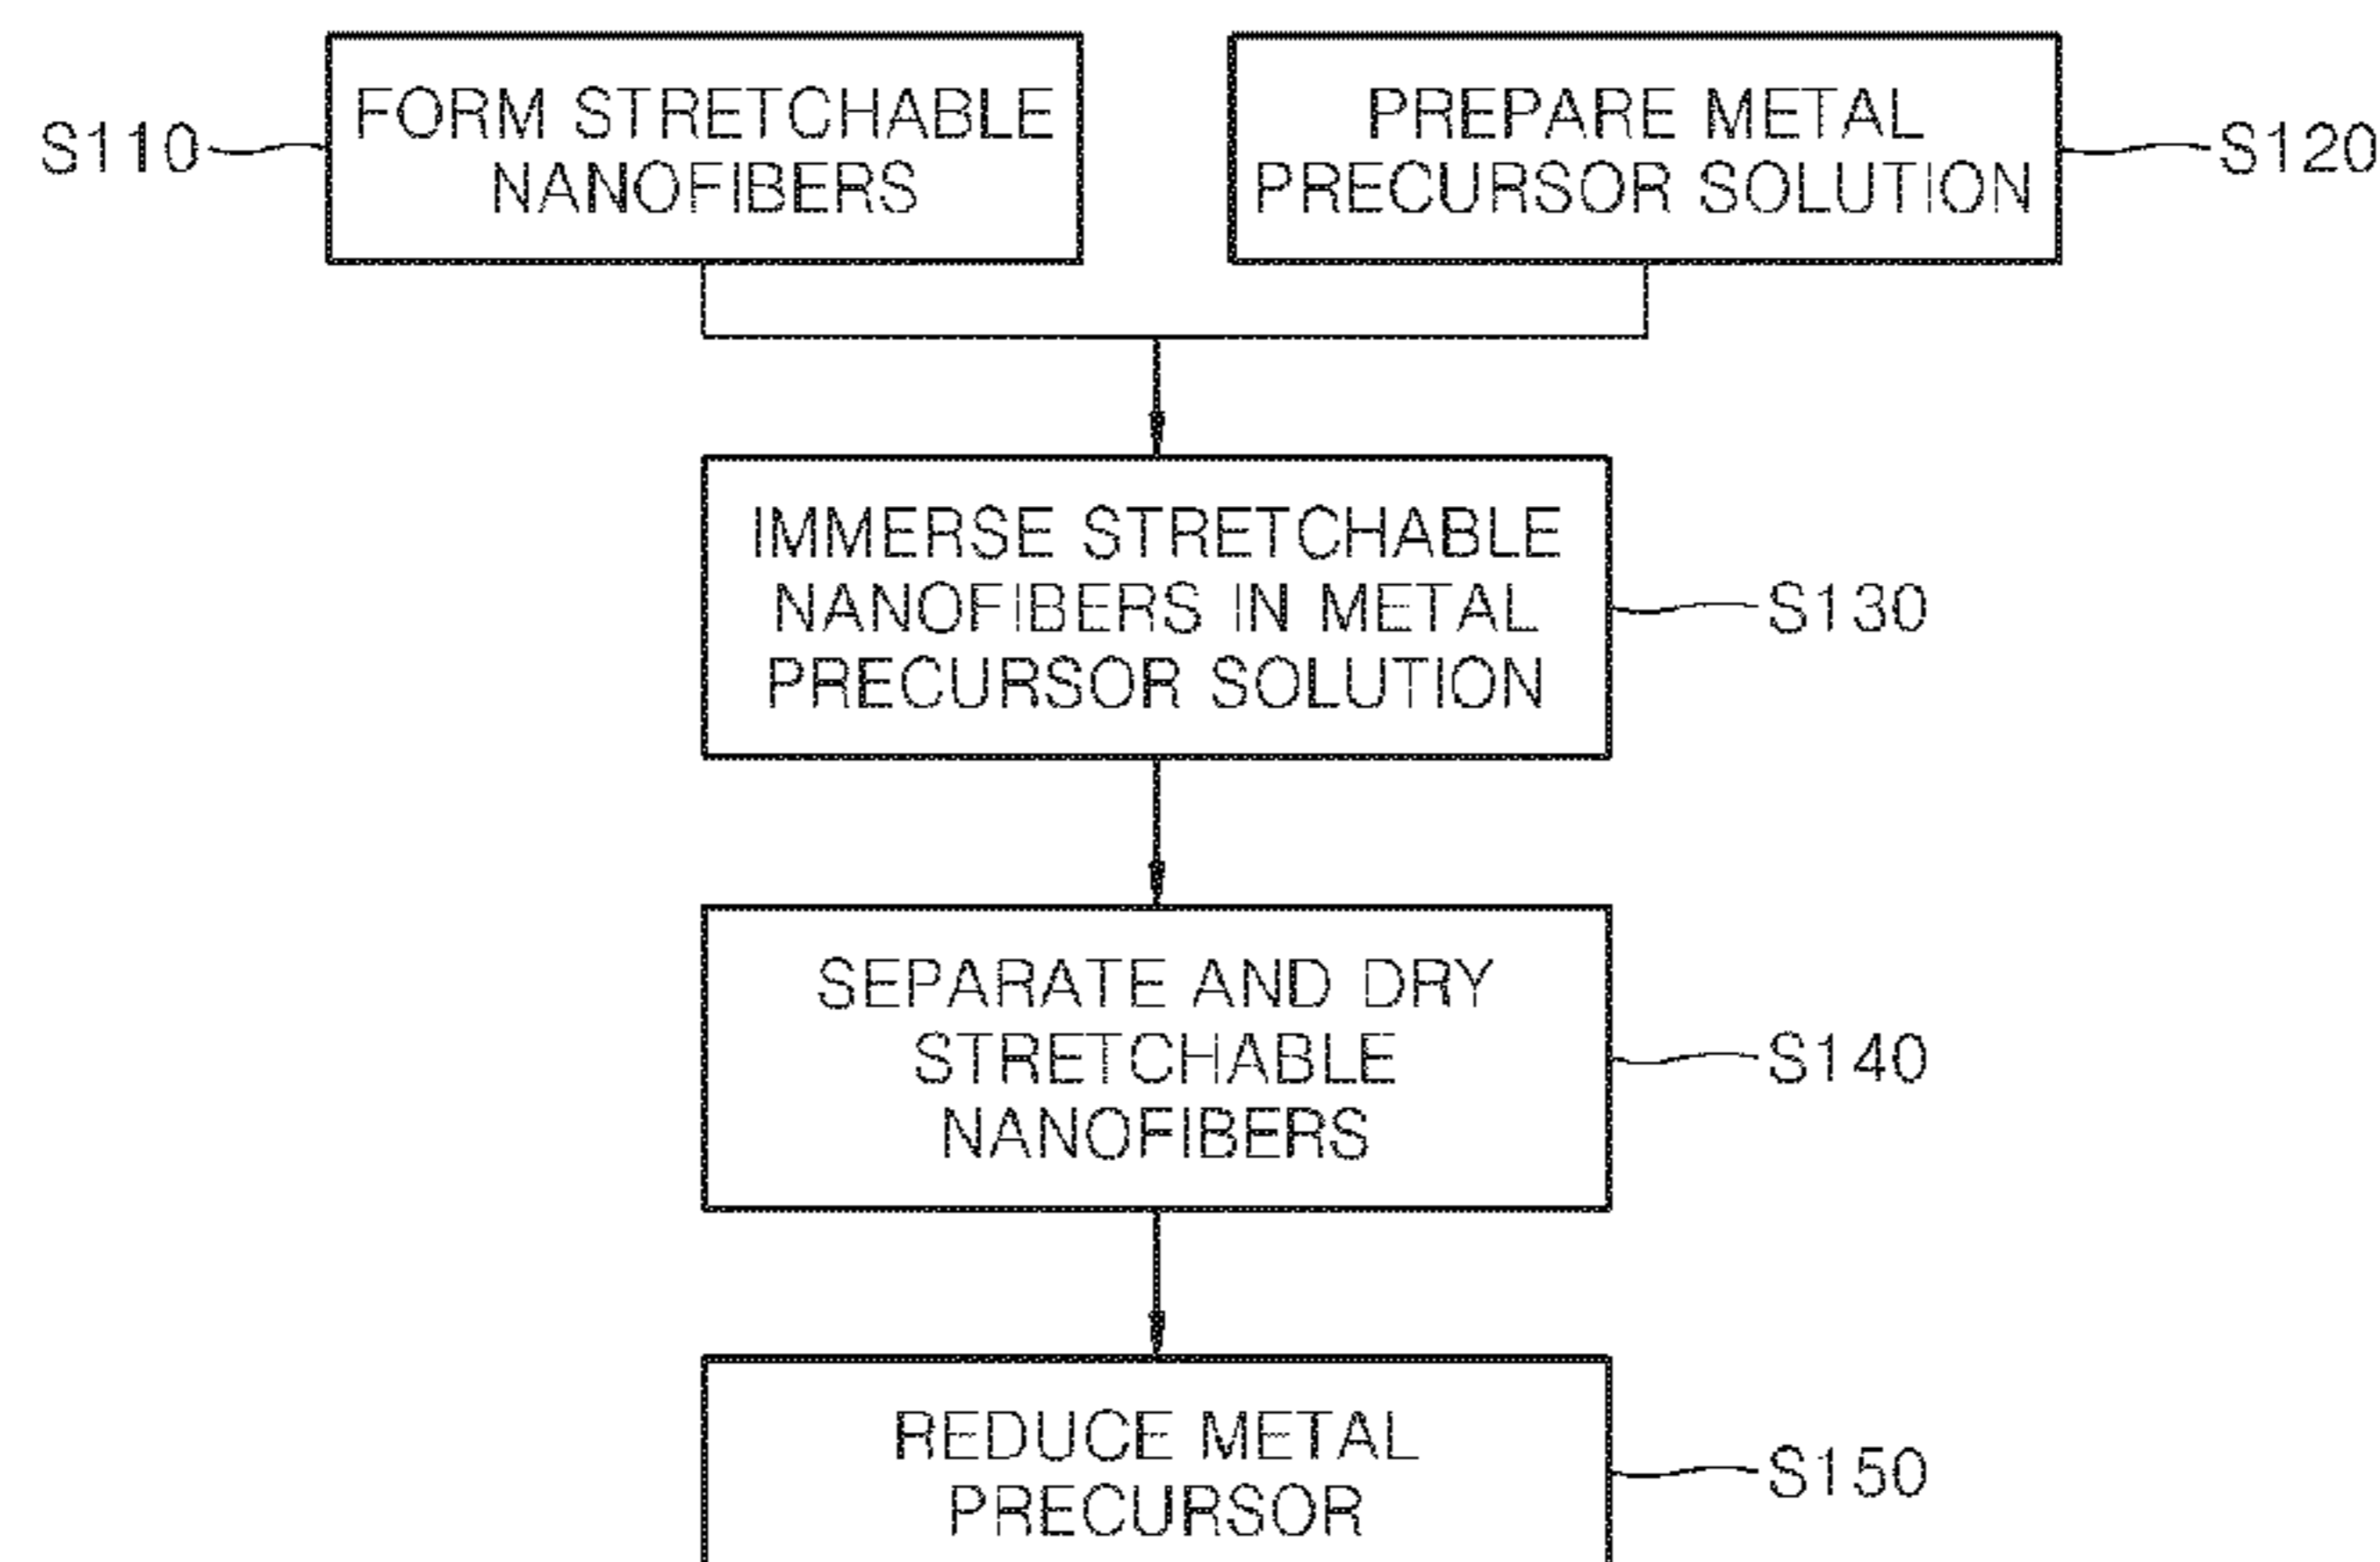 S110
FORM STRETCHABLE
NANOFIBERS
PREPARE METAL
PRECURSOR SOLUTION
S120
IMMERSE STRETCHABLE
NANOFIBERS IN METAL
PRECURSOR SOLUTION
S130
SEPARATE AND DRY
STRETCHABLE
NANOFIBERS
S140
REDUCE METAL
PRECURSOR
S150